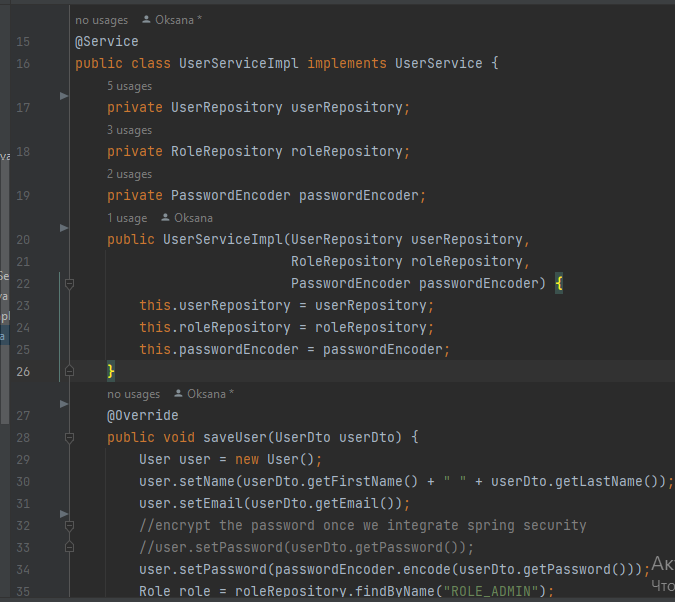 no usages Oksana *
15 @Service
16 public class UserServiceImpl implements UserService {
5 usages
17 private UserRepository userRepository;
3 usages
va 18 private RoleRepository roleRepository;
2 usages
19 private PasswordEncoder passwordEncoder;
1 usage Oksana
20 public UserServiceImpl(UserRepository userRepository,
21 RoleRepository roleRepository,
Se 22 PasswordEncoder passwordEncoder) {
va 23 this.userRepository = userRepository;
pl 24 this.roleRepository = roleRepository;
a 25 this.passwordEncoder = passwordEncoder;
26 }
no usages Oksana *
27 @Override
28 public void saveUser(UserDto userDto) {
29 User user = new User();
30 user.setName(userDto.getFirstName() + " " + userDto.getLastName());
31 user.setEmail(userDto.getEmail());
32 //encrypt the password once we integrate spring security
33 //user.setPassword(userDto.getPassword());
34 user.setPassword(passwordEncoder.encode(userDto.getPassword()));
Ак
35 Role role = roleRepository.findByName("ROLE_ADMIN");
Что